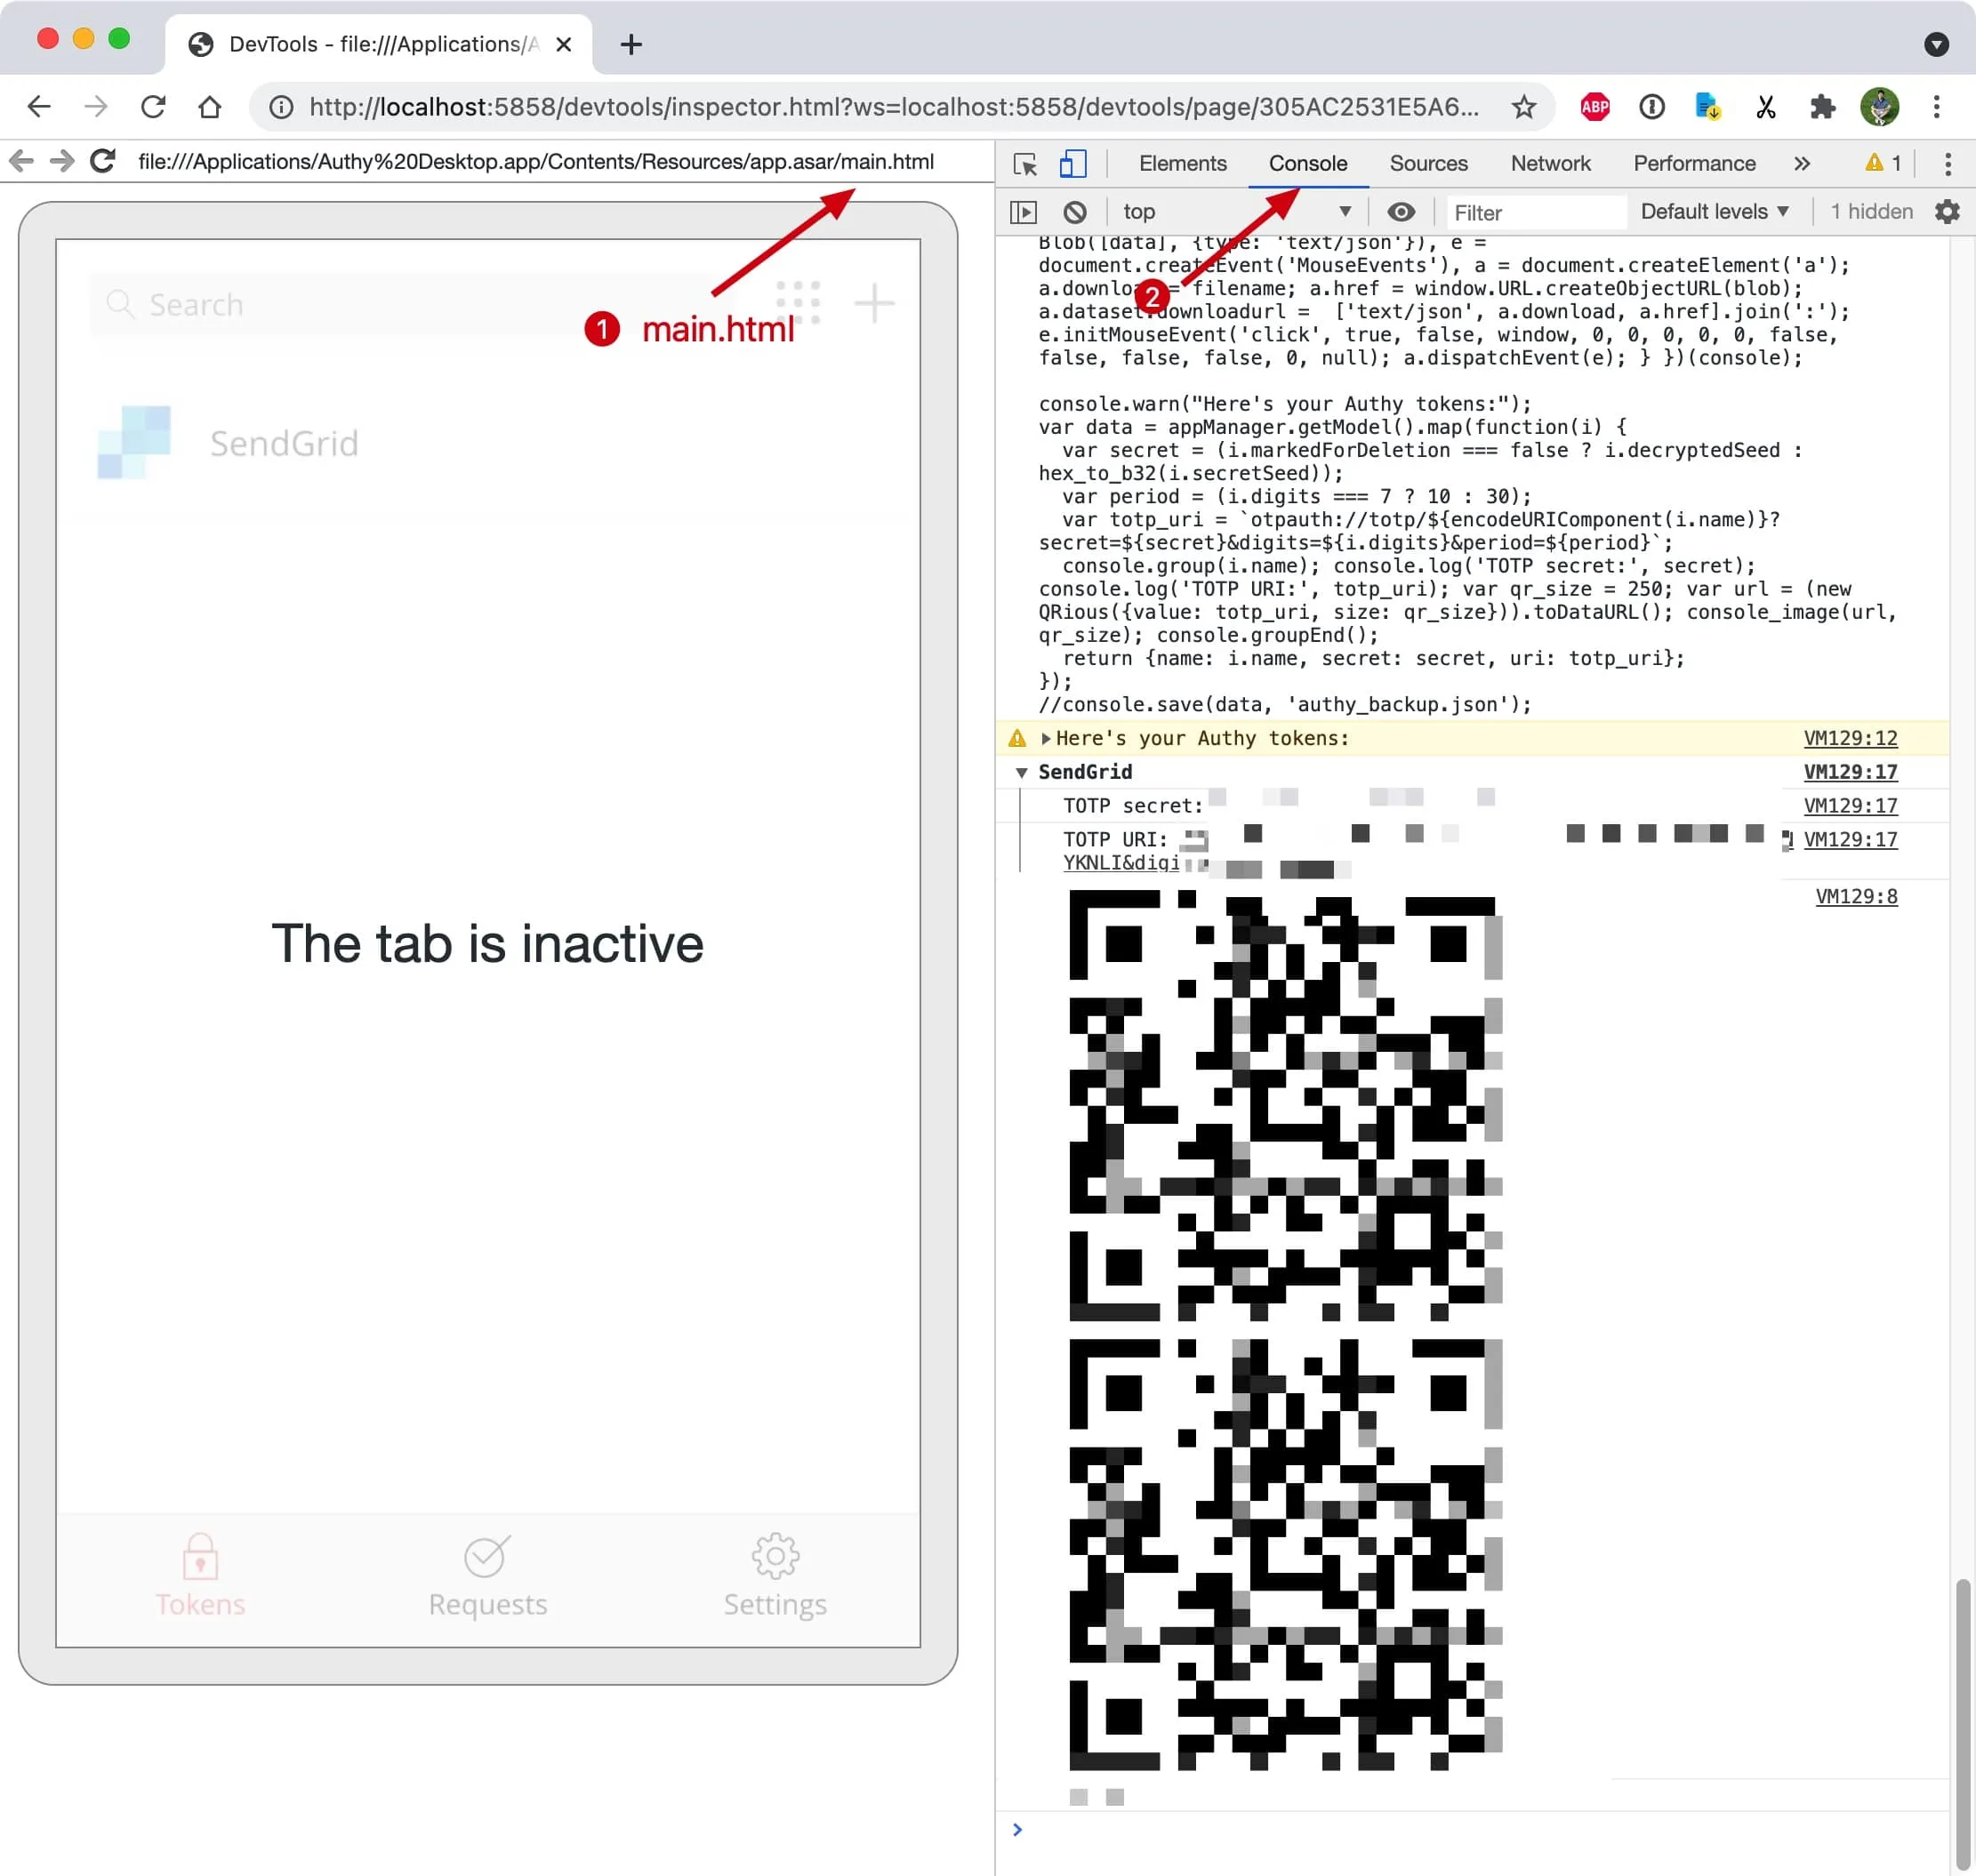 DevTools - file:///Applications/A
http://localhost:5858/devtools/inspector.html?ws=localhost:5858/devtools/page/305AC2531E5A6...
ABP
file:///Applications/Authy%20Desktop.app/Contents/Resources/app.asar/main.html
Elements Console Sources Network Performance 1
top Filter Default levels ▼ 1 hidden
Search
1 main.html
SendGrid
The tab is inactive
Tokens Requests Settings
2
Blob([data], {type: 'text/json'}), e =
document.createEvent('MouseEvents'), a = document.createElement('a');
a.download = filename; a.href = window.URL.createObjectURL(blob);
a.dataset.downloadurl =  ['text/json', a.download, a.href].join(':');
e.initMouseEvent('click', true, false, window, 0, 0, 0, 0, 0, false,
false, false, false, 0, null); a.dispatchEvent(e); } })(console);
console.warn("Here's your Authy tokens:");
var data = appManager.getModel().map(function(i) {
  var secret = (i.markedForDeletion === false ? i.decryptedSeed :
hex_to_b32(i.secretSeed));
  var period = (i.digits === 7 ? 10 : 30);
  var totp_uri = `otpauth://totp/${encodeURIComponent(i.name)}?
secret=${secret}&digits=${i.digits}&period=${period}`;
  console.group(i.name); console.log('TOTP secret:', secret);
console.log('TOTP URI:', totp_uri); var qr_size = 250; var url = (new
QRious({value: totp_uri, size: qr_size})).toDataURL(); console_image(url,
qr_size); console.groupEnd();
  return {name: i.name, secret: secret, uri: totp_uri};
});
//console.save(data, 'authy_backup.json');
Here's your Authy tokens: VM129:12
SendGrid VM129:17
TOTP secret: VM129:17
TOTP URI: VM129:17
YKNLI&digi
VM129:8